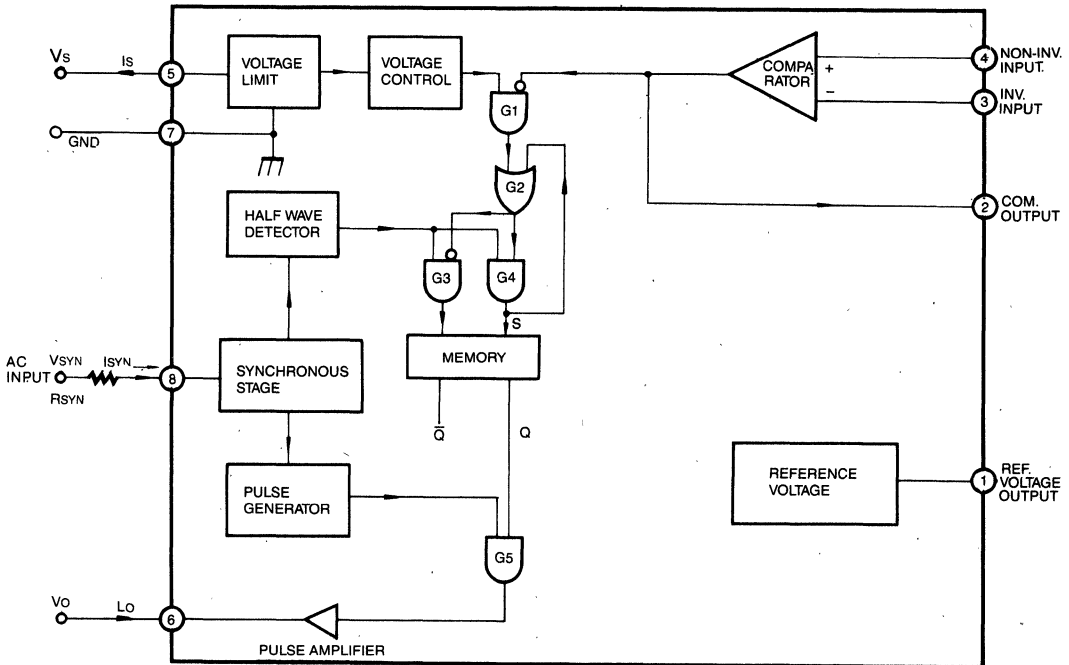 Vs
Is
5
VOLTAGE
LIMIT
VOLTAGE
CONTROL
G1
COMPA
RATOR
+
−
4
NON-INV.
INPUT.
3
INV.
INPUT
GND
7
G2
2
COM.
OUTPUT
HALF WAVE
DETECTOR
G3
G4
S
MEMORY
AC
INPUT
VSYN
ISYN
RSYN
8
SYNCHRONOUS
STAGE
Q̅
Q
PULSE
GENERATOR
REFERENCE
VOLTAGE
1
REF.
VOLTAGE
OUTPUT
G5
Vo
Lo
6
PULSE AMPLIFIER